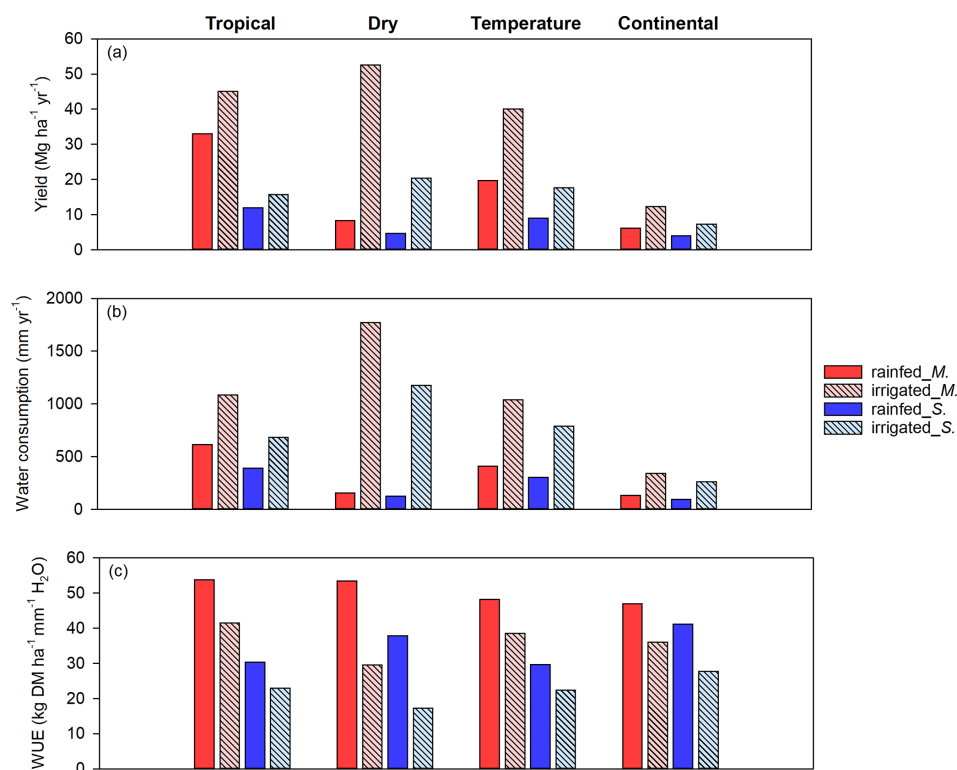 Tropical Dry Temperature Continental
(a)
Yield (Mg ha⁻¹ yr⁻¹)
60
50
40
30
20
10
0
(b)
Water consumption (mm yr⁻¹)
2000
1500
1000
500
0
rainfed_M.
irrigated_M.
rainfed_S.
irrigated_S.
(c)
WUE (kg DM ha⁻¹ mm⁻¹ H₂O)
60
50
40
30
20
10
0